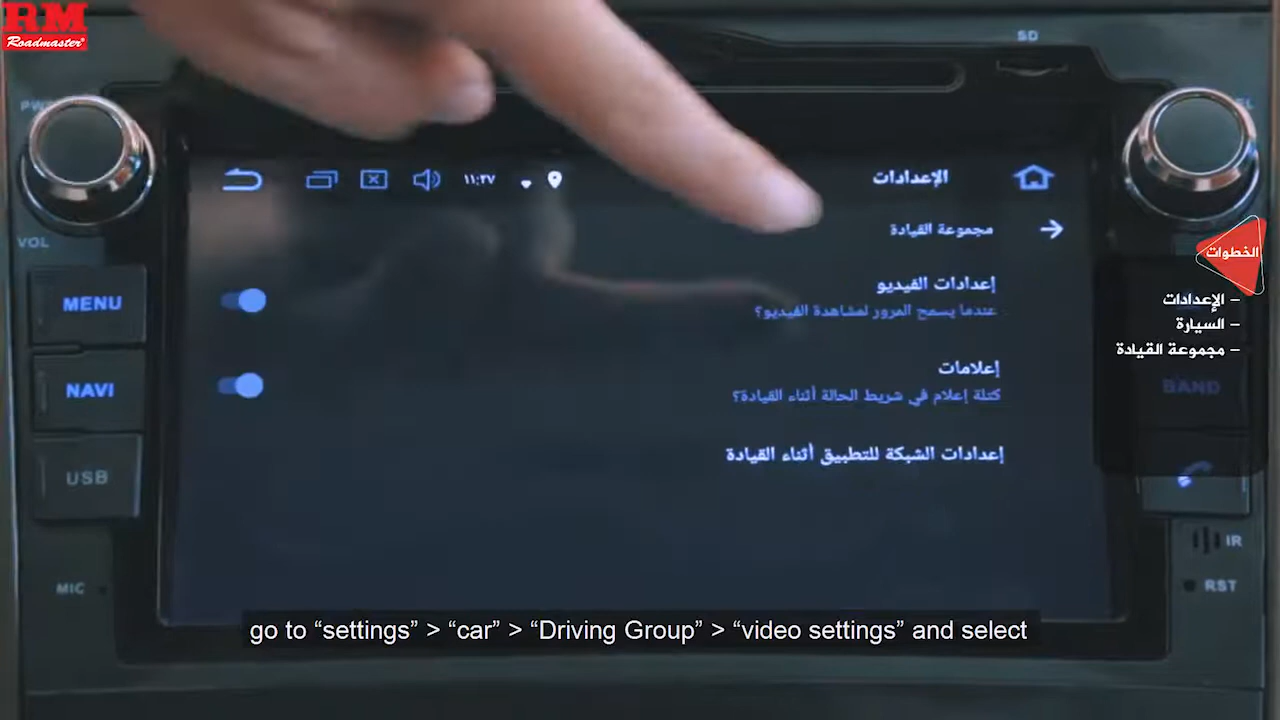 RM
Roadmaster®
SD
VOL
MENU
NAVI
USB
MIC
١١:٢٧
الإعدادات
مجموعة القيادة
إعدادات الفيديو
عندما يسمح المرور لمشاهدة الفيديو؟
إعلامات
كتلة إعلام في شريط الحالة أثناء القيادة؟
إعدادات الشبكة للتطبيق أثناء القيادة
الخطوات
– الإعدادات
– السيارة
– مجموعة القيادة
BAND
IR
RST
go to “settings” > “car” > “Driving Group” > “video settings” and select